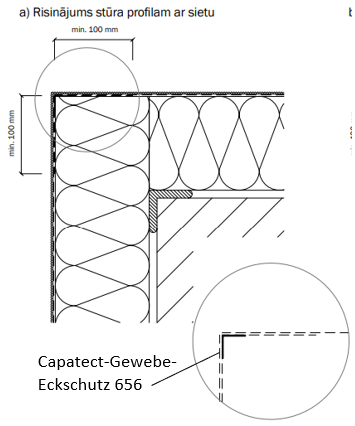 a) Risinājums stūra profilam ar sietu
min. 100 mm
min. 100 mm
Capatect-Gewebe-
Eckschutz 656